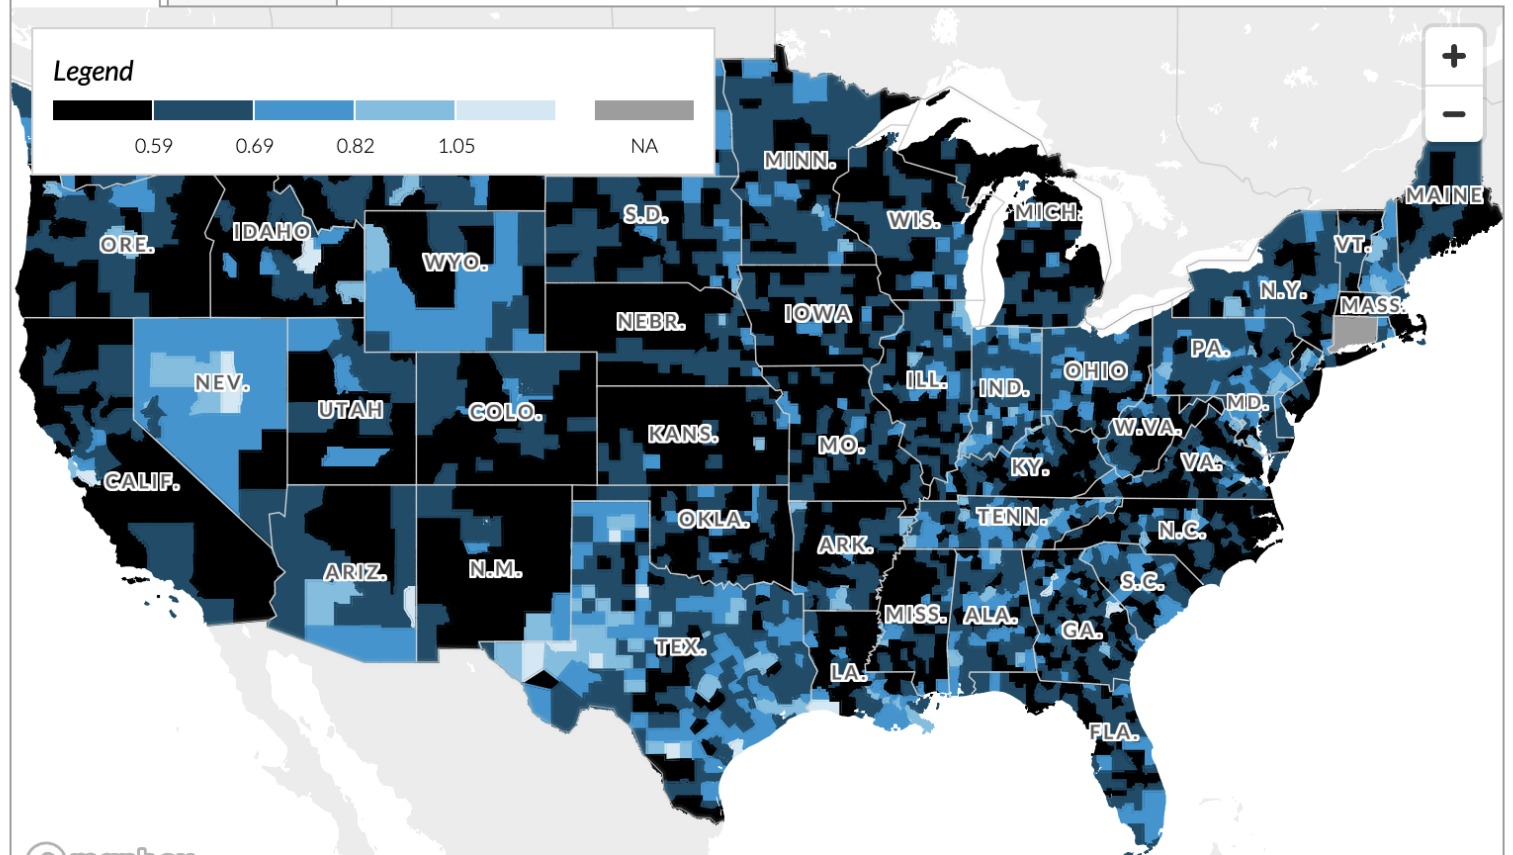 Legend
0.59 0.69 0.82 1.05 NA
+
−
MINN.
MAINE
S.D.
WIS.
MICH.
ORE.
IDAHO
WYO.
VT.
N.Y.
MASS.
NEBR.
IOWA
PA.
NEV.
UTAH
COLO.
ILL.
IND.
OHIO
MD.
KANS.
MO.
W.VA.
CALIF.
KY.
VA.
OKLA.
TENN.
N.C.
ARIZ.
N.M.
ARK.
S.C.
MISS.
ALA.
GA.
TEX.
LA.
FLA.
mapbox